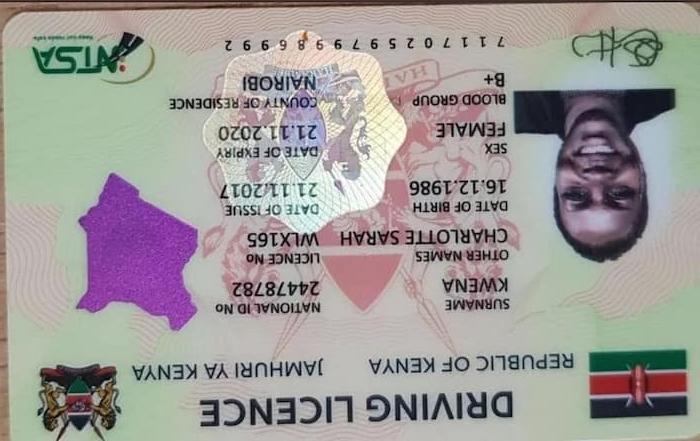 DRIVING LICENCE
REPUBLIC OF KENYA JAMHURI YA KENYA
SURNAME
KWENA
NATIONAL ID No
24478782
OTHER NAMES
CHARLOTTE SARAH
LICENCE No
WLX165
DATE OF BIRTH
16.12.1986
DATE OF ISSUE
21.11.2017
SEX
FEMALE
DATE OF EXPIRY
21.11.2020
BLOOD GROUP
B+
COUNTY OF RESIDENCE
NAIROBI
NTSA